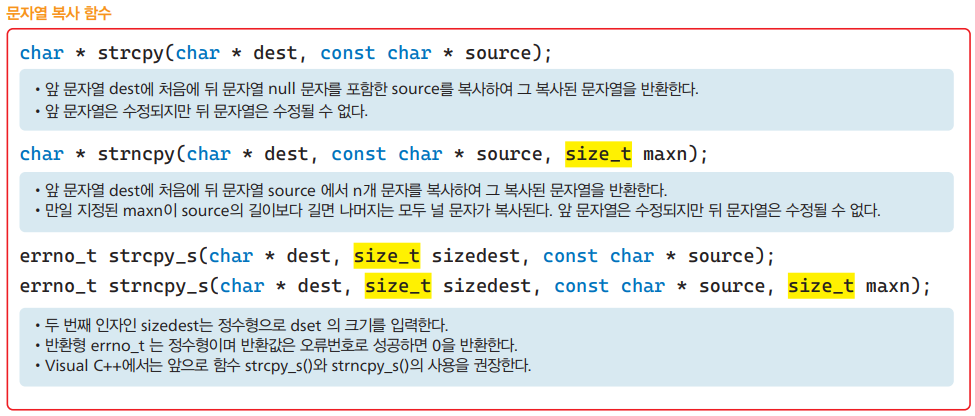 문자열 복사 함수
char * strcpy(char * dest, const char * source);
• 앞 문자열 dest에 처음에 뒤 문자열 null 문자를 포함한 source를 복사하여 그 복사된 문자열을 반환한다.
• 앞 문자열은 수정되지만 뒤 문자열은 수정될 수 없다.
char * strncpy(char * dest, const char * source, size_t maxn);
• 앞 문자열 dest에 처음에 뒤 문자열 source 에서 n개 문자를 복사하여 그 복사된 문자열을 반환한다.
• 만일 지정된 maxn이 source의 길이보다 길면 나머지는 모두 널 문자가 복사된다. 앞 문자열은 수정되지만 뒤 문자열은 수정될 수 없다.
errno_t strcpy_s(char * dest, size_t sizedest, const char * source);
errno_t strncpy_s(char * dest, size_t sizedest, const char * source, size_t maxn);
• 두 번째 인자인 sizedest는 정수형으로 dset 의 크기를 입력한다.
• 반환형 errno_t 는 정수형이며 반환값은 오류번호로 성공하면 0을 반환한다.
• Visual C++에서는 앞으로 함수 strcpy_s()와 strncpy_s()의 사용을 권장한다.